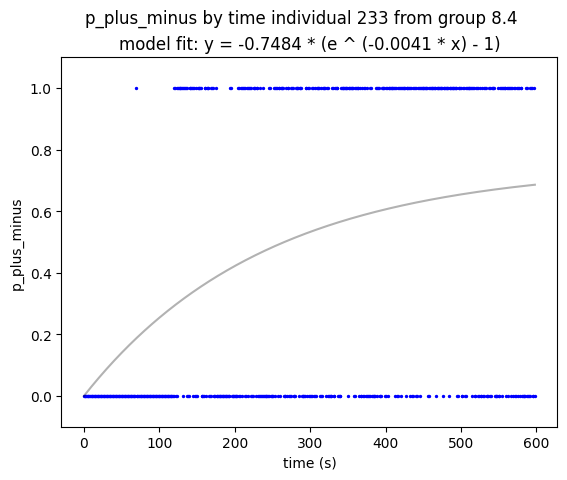 p_plus_minus by time individual 233 from group 8.4
model fit: y = -0.7484 * (e ^ (-0.0041 * x) - 1)
1.0
0.8
0.6
0.4
0.2
0.0
p_plus_minus
0 100 200 300 400 500 600
time (s)